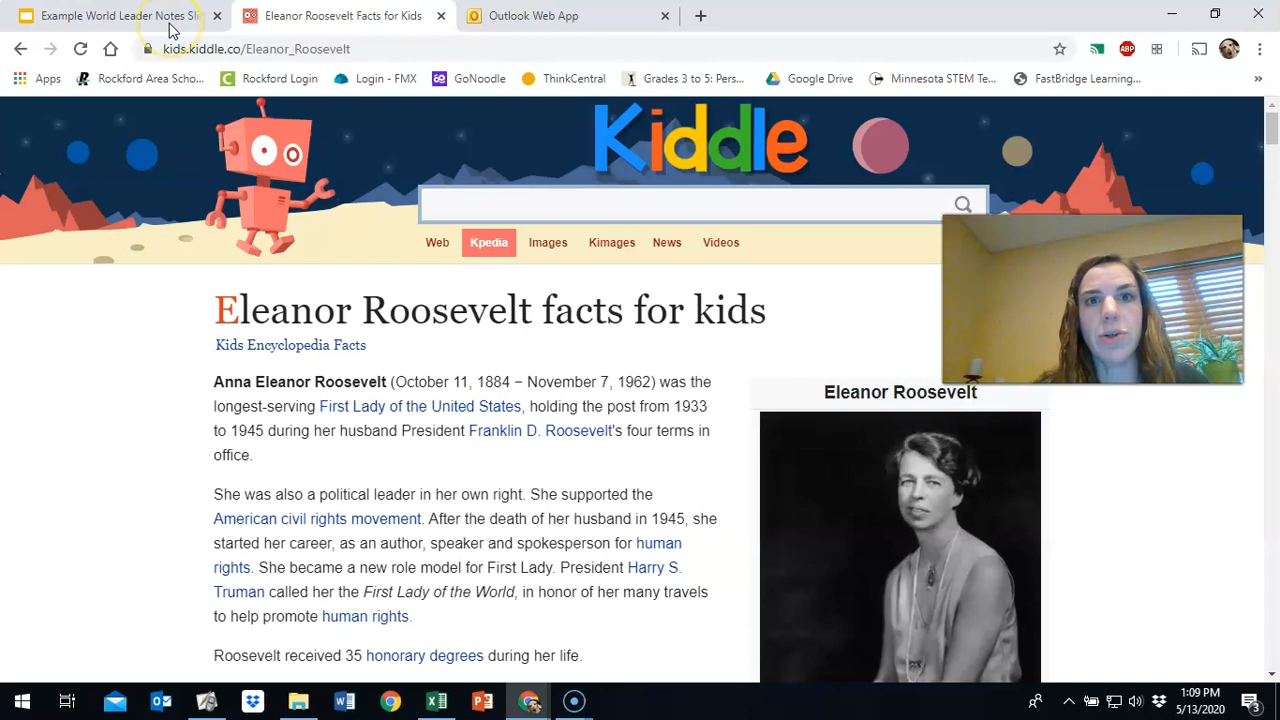 Example World Leader Notes Sli
Eleanor Roosevelt Facts for Kids
Outlook Web App
kids.kiddle.co/Eleanor_Roosevelt
ABP
Apps
Rockford Area Scho...
Rockford Login
Login - FMX
GoNoodle
ThinkCentral
Grades 3 to 5: Pers...
Google Drive
Minnesota STEM Te...
FastBridge Learning...
Kiddle
Web
Kpedia
Images
Kimages
News
Videos
Eleanor Roosevelt facts for kids
Kids Encyclopedia Facts
Anna Eleanor Roosevelt (October 11, 1884 – November 7, 1962) was the
longest-serving First Lady of the United States, holding the post from 1933
to 1945 during her husband President Franklin D. Roosevelt's four terms in
office.
She was also a political leader in her own right. She supported the
American civil rights movement. After the death of her husband in 1945, she
started her career, as an author, speaker and spokesperson for human
rights. She became a new role model for First Lady. President Harry S.
Truman called her the First Lady of the World, in honor of her many travels
to help promote human rights.
Roosevelt received 35 honorary degrees during her life.
Eleanor Roosevelt
1:09 PM
5/13/2020
3